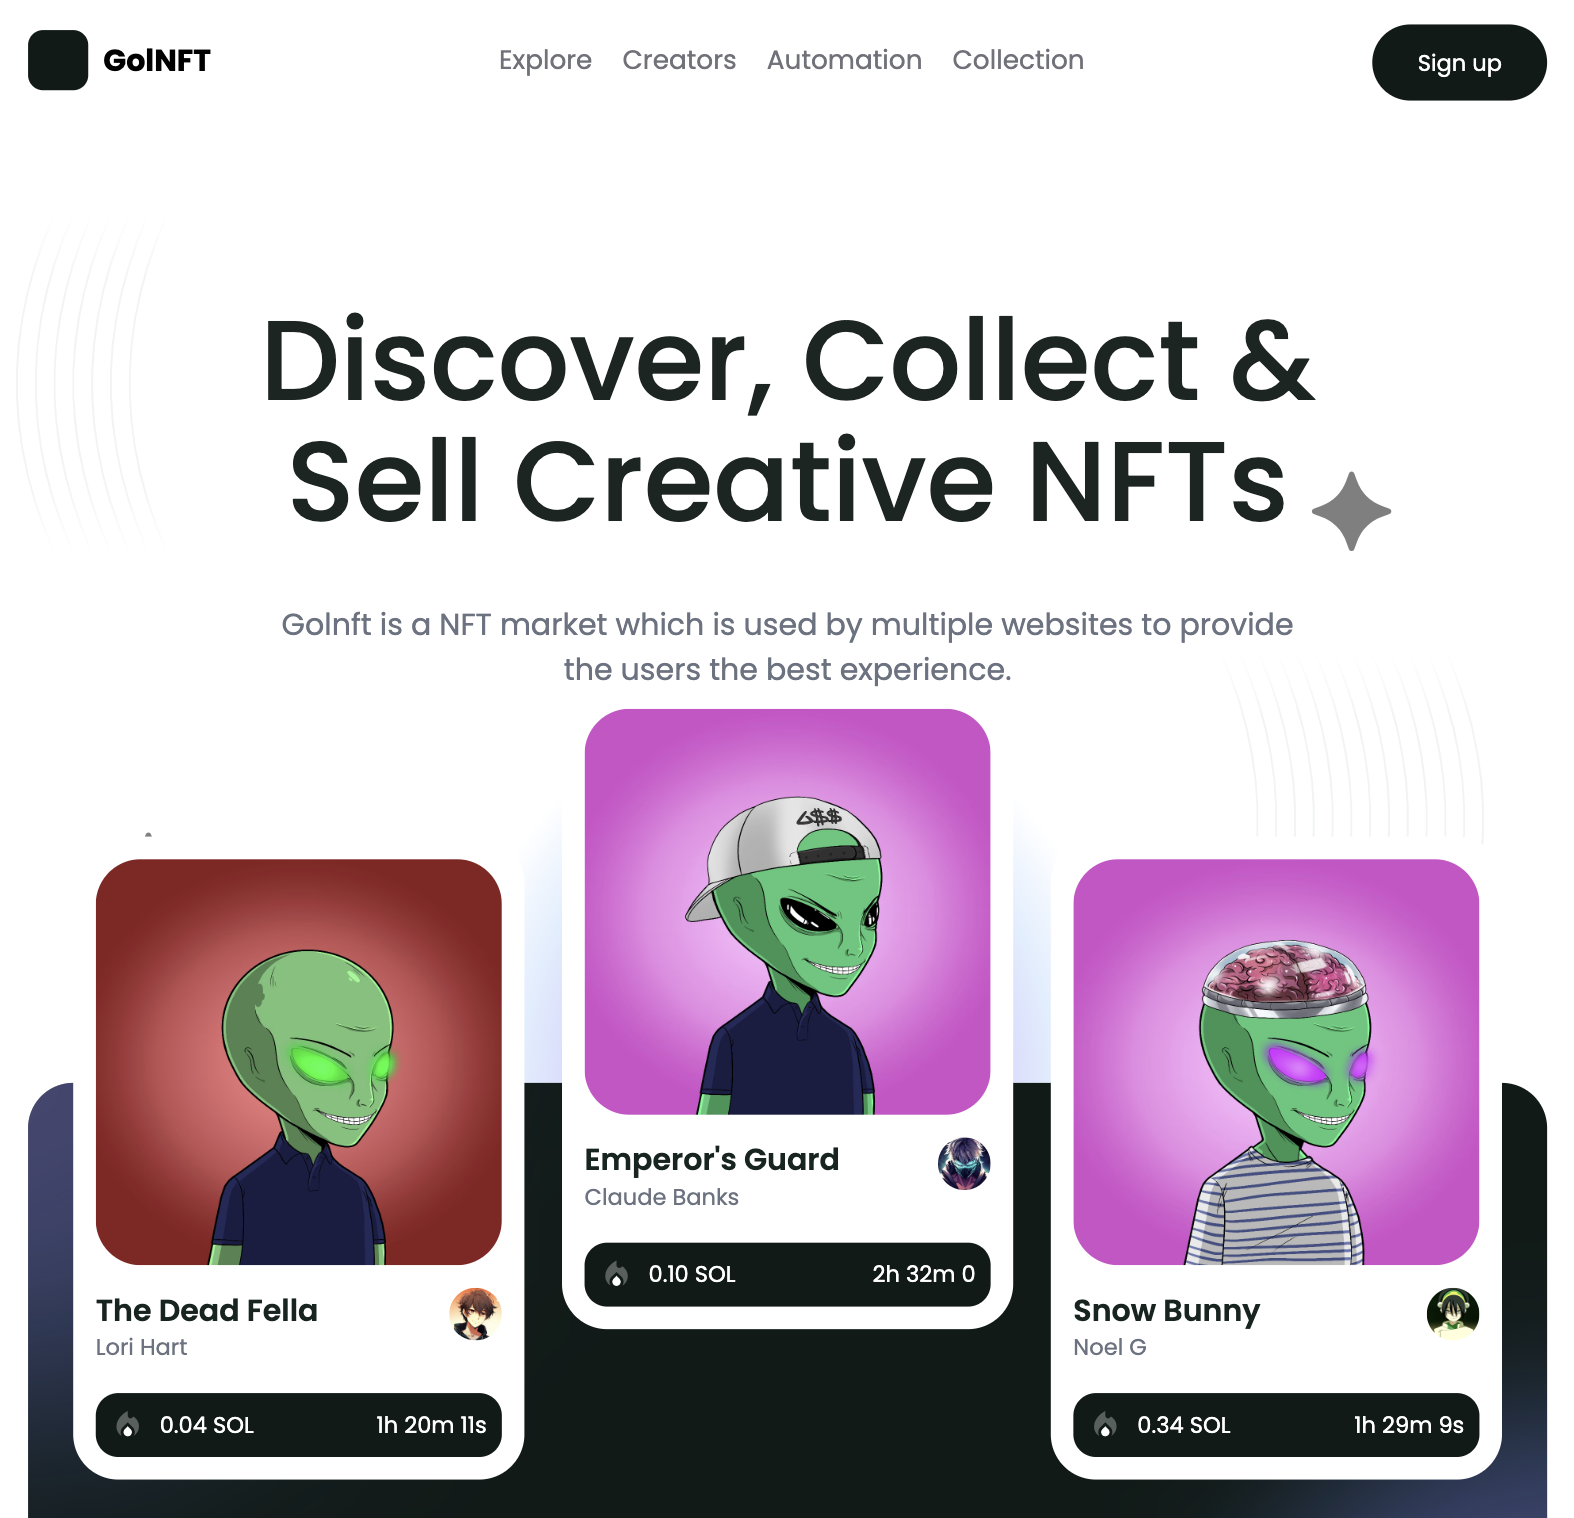 GolNFT
Explore Creators Automation Collection
Sign up
Discover, Collect &
Sell Creative NFTs
Golnft is a NFT market which is used by multiple websites to provide
the users the best experience.
G$$
Emperor's Guard
Claude Banks
0.10 SOL 2h 32m 0
The Dead Fella
Lori Hart
0.04 SOL 1h 20m 11s
Snow Bunny
Noel G
0.34 SOL 1h 29m 9s